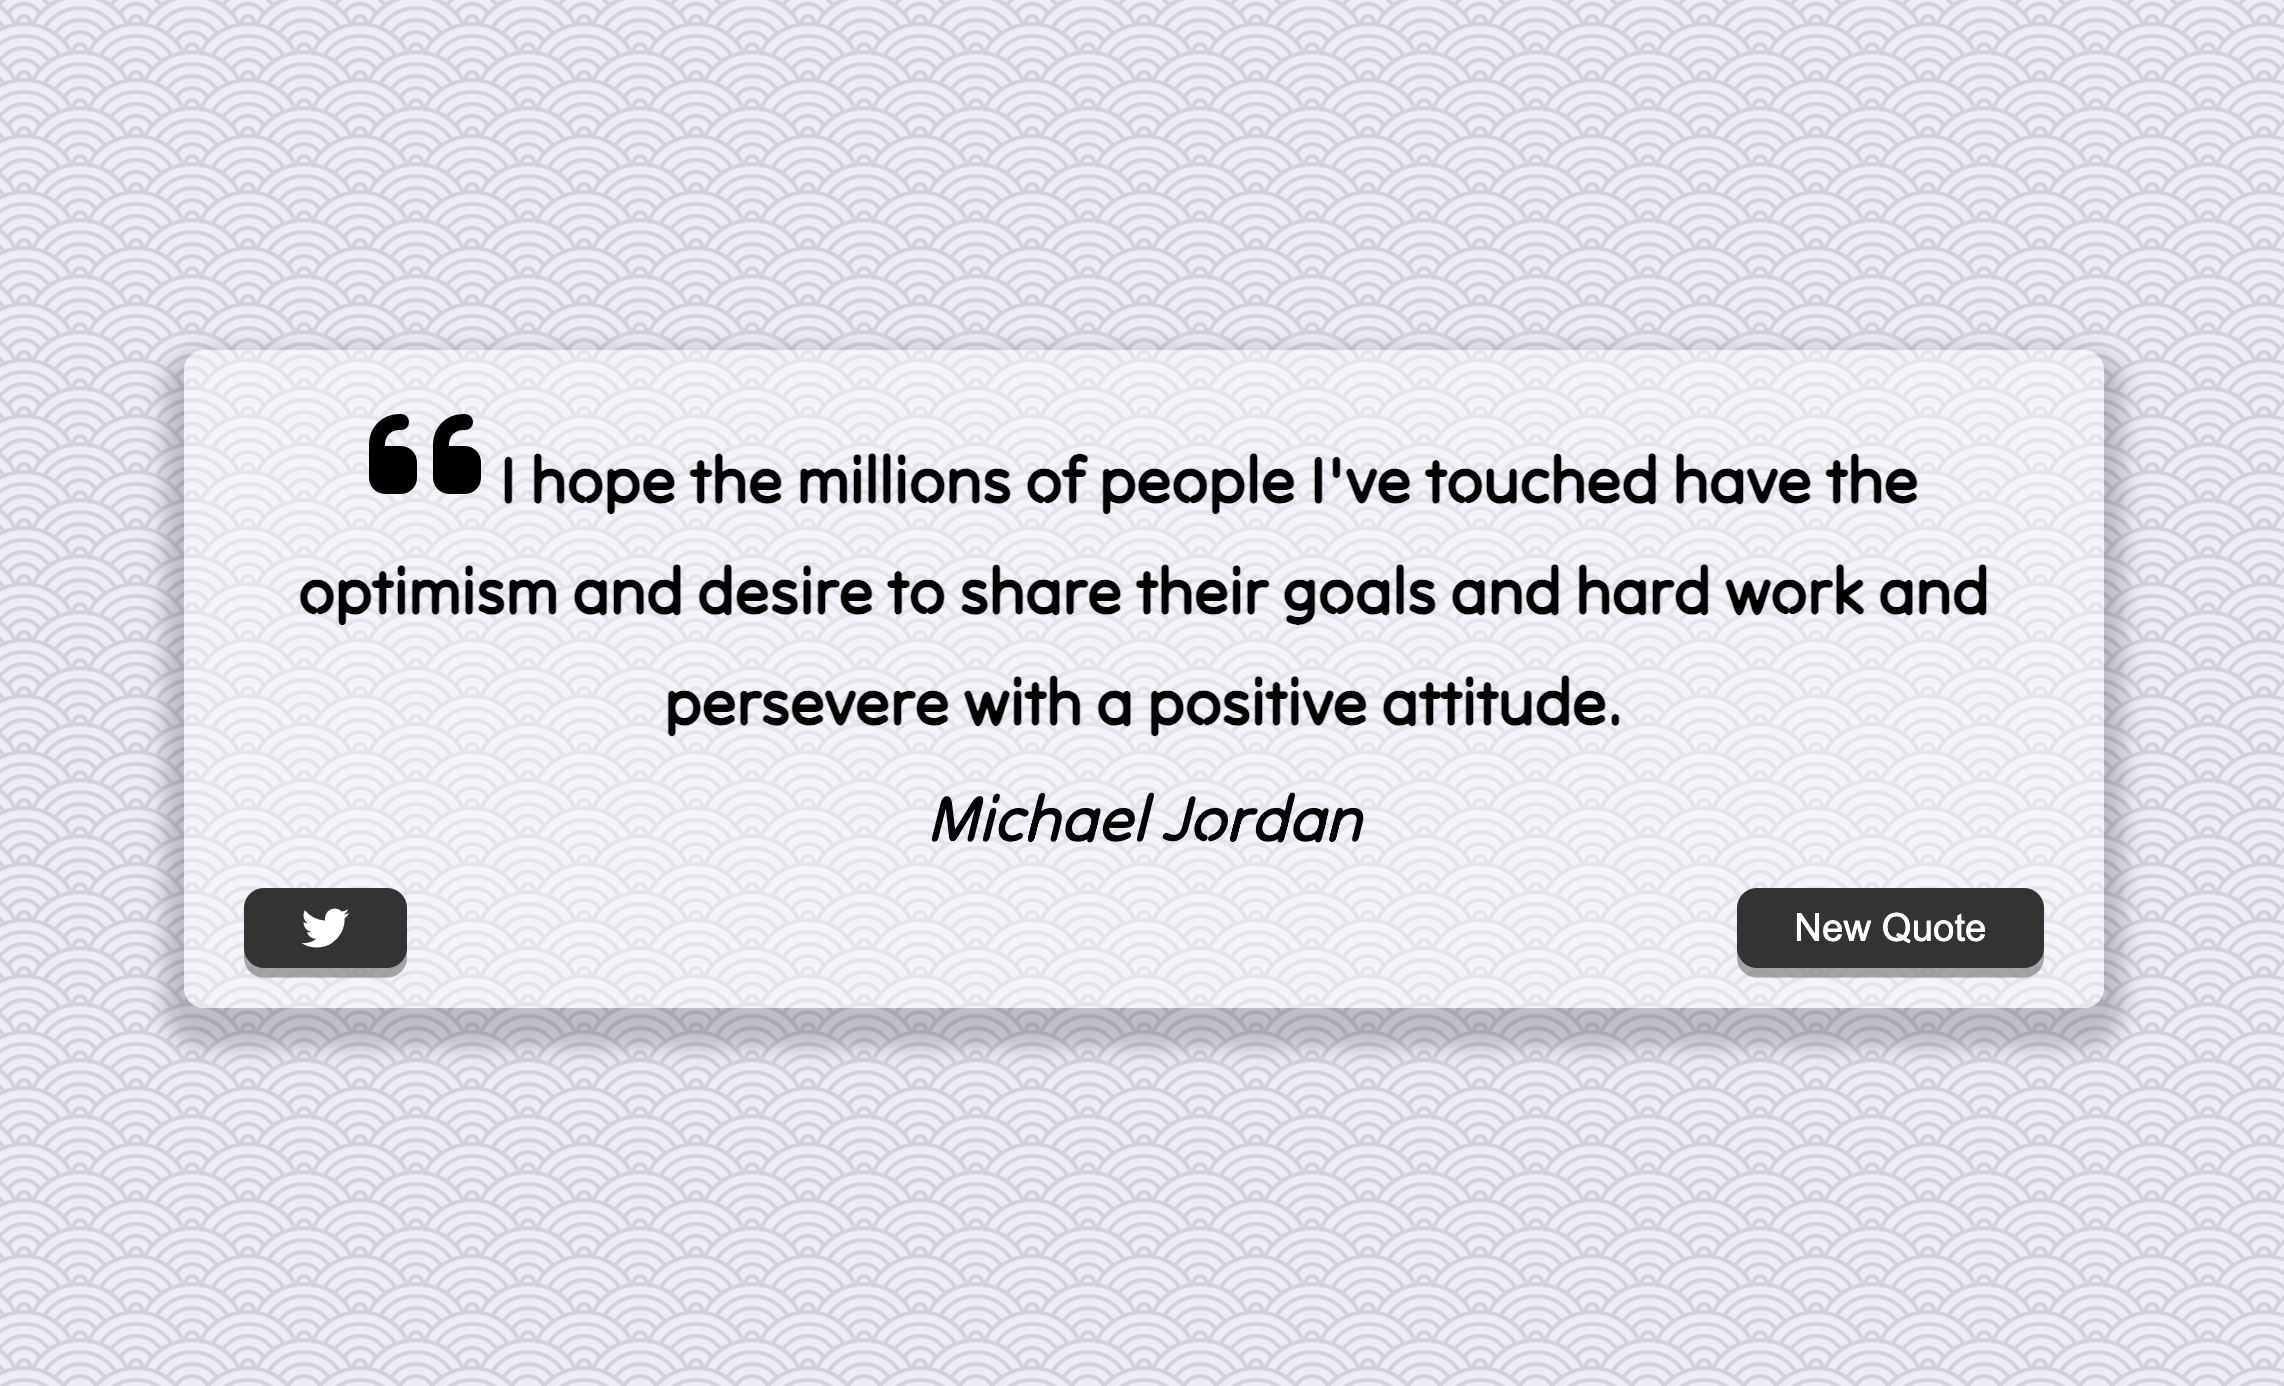 “ I hope the millions of people I've touched have the
optimism and desire to share their goals and hard work and
persevere with a positive attitude.
Michael Jordan
New Quote